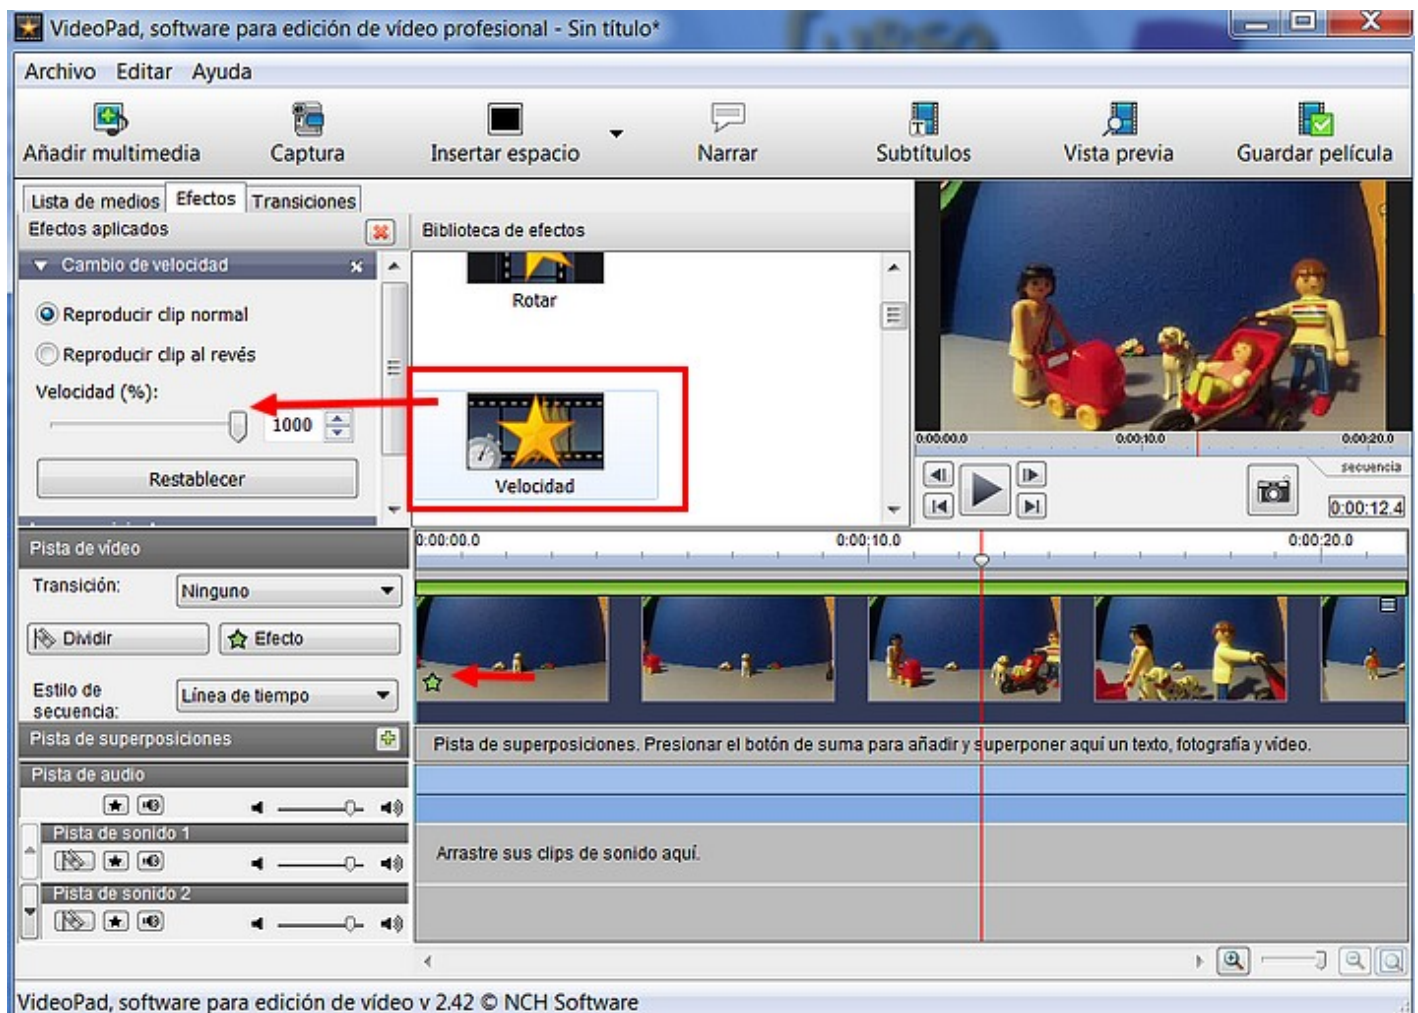 VideoPad, software para edición de vídeo profesional - Sin título*
Archivo Editar Ayuda
Añadir multimedia Captura Insertar espacio Narrar Subtítulos Vista previa Guardar película
Lista de medios Efectos Transiciones
Efectos aplicados Biblioteca de efectos
Cambio de velocidad
Rotar
Reproducir clip normal
Reproducir clip al revés
Velocidad (%):
1000
Restablecer
Velocidad
0:00:00.0 0:00:10.0 0:00:20.0
secuencia
0:00:12.4
Pista de vídeo
0:00:00.0 0:00:10.0 0:00:20.0
Transición: Ninguno
Dividir Efecto
Estilo de
secuencia: Línea de tiempo
Pista de superposiciones
Pista de superposiciones. Presionar el botón de suma para añadir y superponer aquí un texto, fotografía y vídeo.
Pista de audio
Pista de sonido 1
Arrastre sus clips de sonido aquí.
Pista de sonido 2
VideoPad, software para edición de vídeo v 2.42 © NCH Software